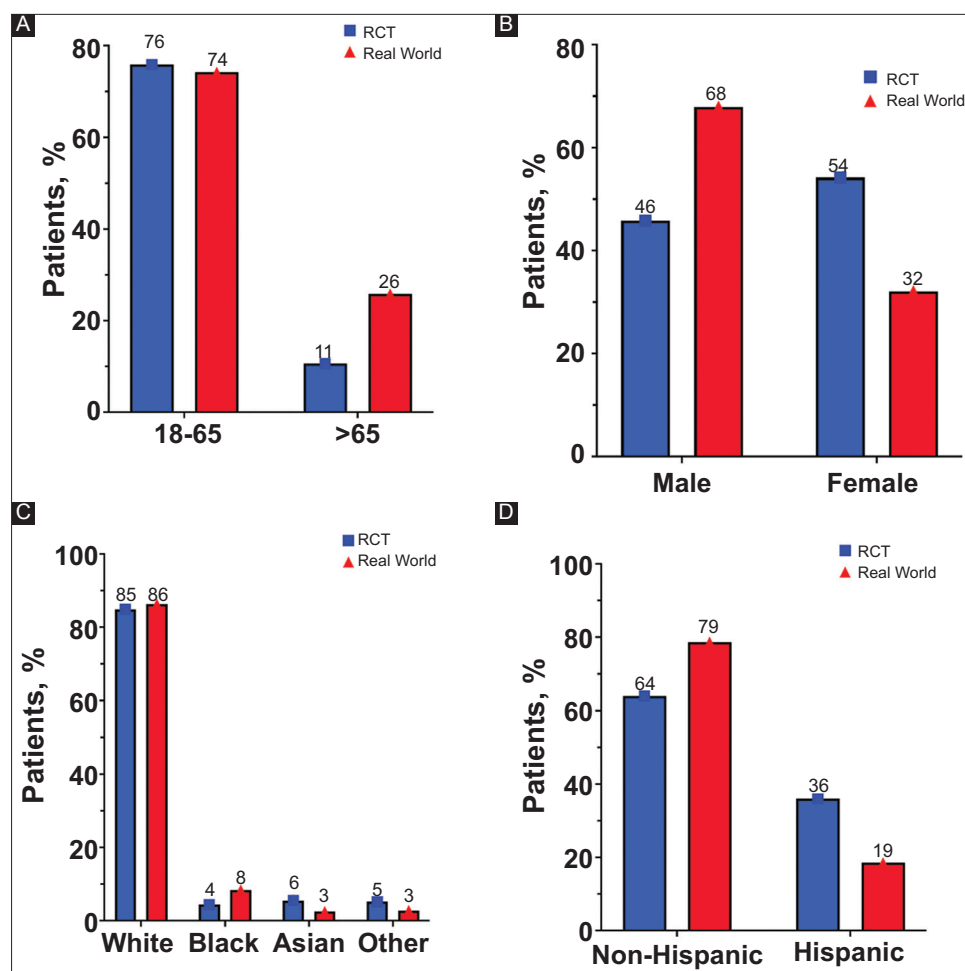 A
RCT
Real World
Patients, %
80
60
40
20
0
76
74
11
26
18-65
>65
B
RCT
Real World
Patients, %
80
60
40
20
0
46
68
54
32
Male
Female
C
RCT
Real World
Patients, %
100
80
60
40
20
0
85
86
4
8
6
3
5
3
White
Black
Asian
Other
D
RCT
Real World
Patients, %
100
80
60
40
20
0
64
79
36
19
Non-Hispanic
Hispanic